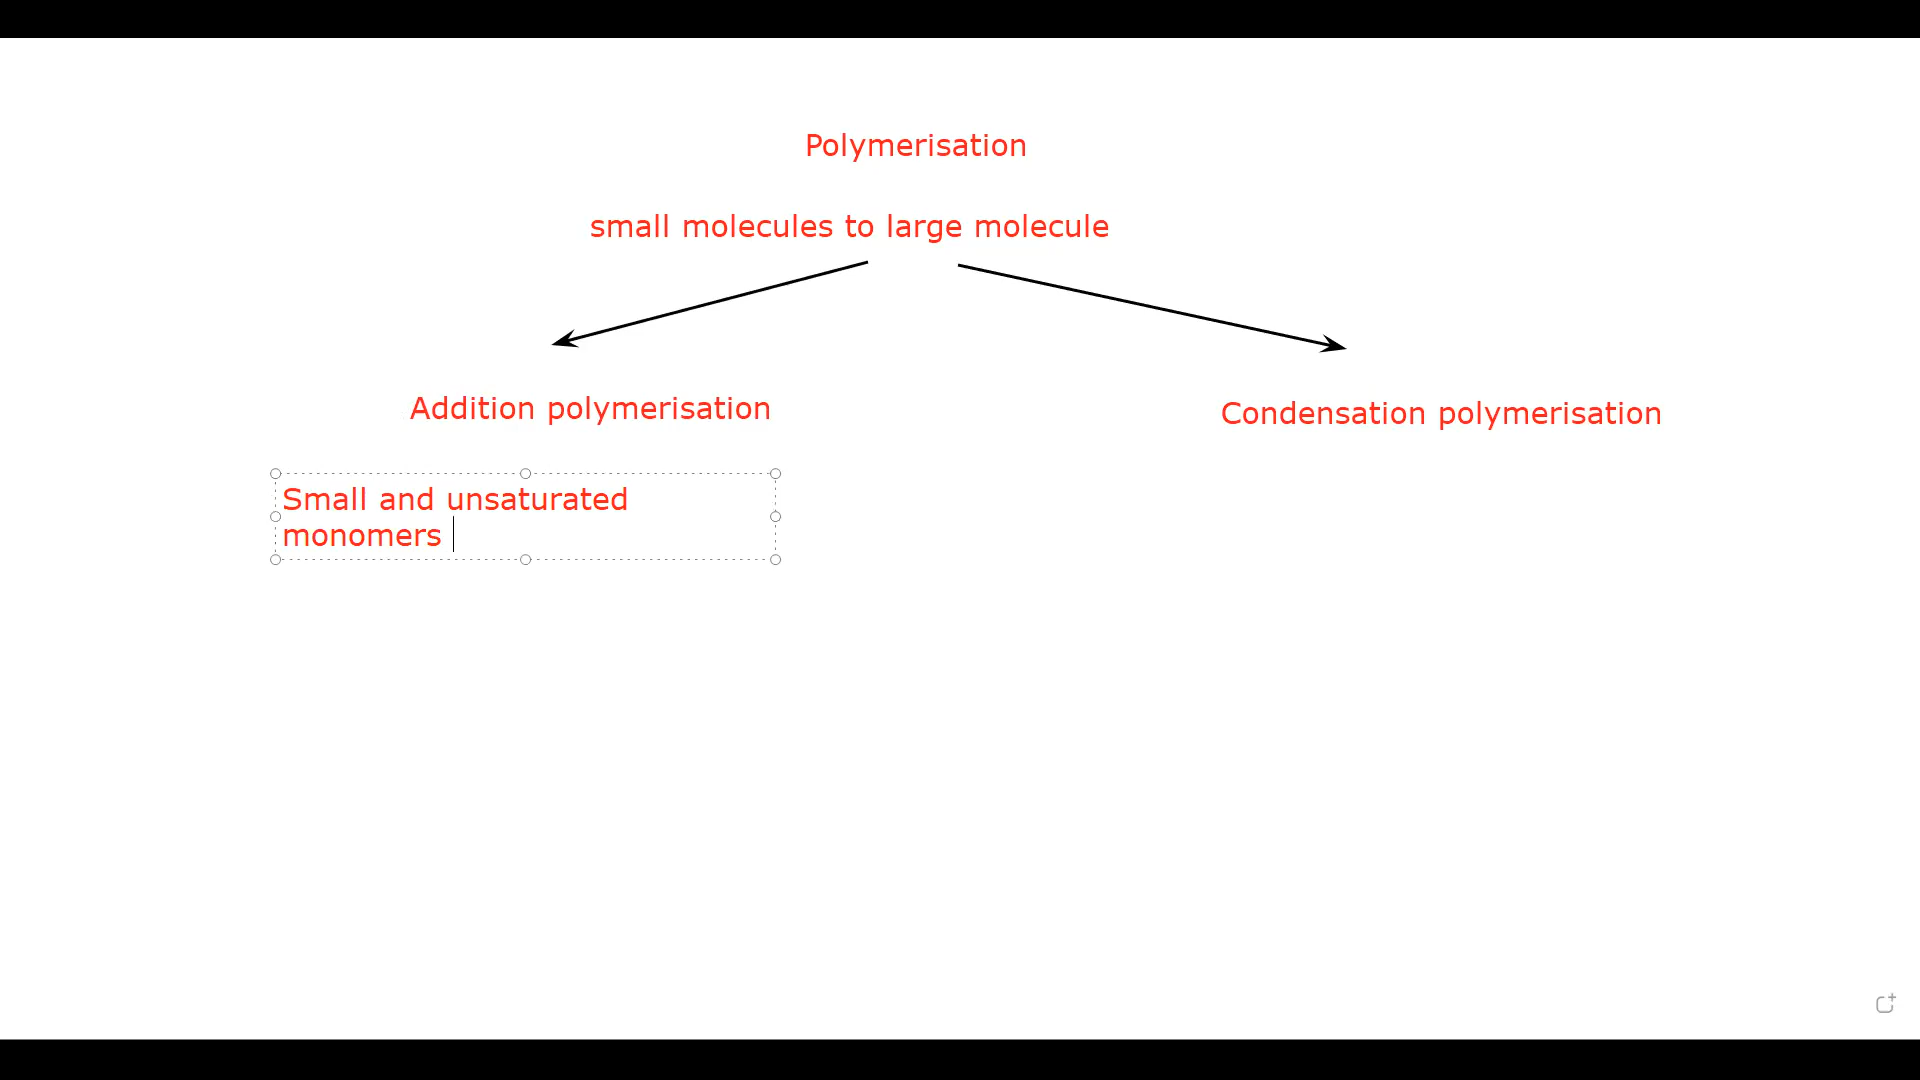 Polymerisation
small molecules to large molecule
Addition polymerisation
Condensation polymerisation
Small and unsaturated
monomers